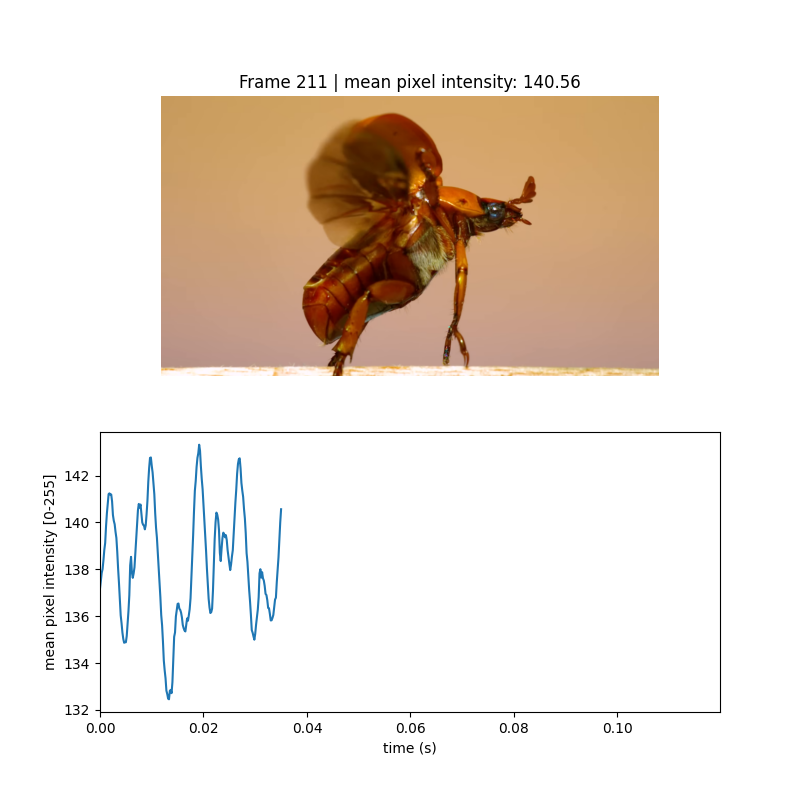 Frame 211 | mean pixel intensity: 140.56
142
140
138
136
134
132
mean pixel intensity [0-255]
0.00 0.02 0.04 0.06 0.08 0.10
time (s)